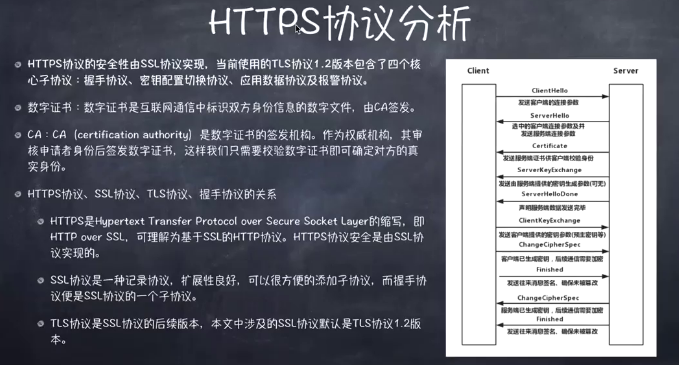 HTTPS协议分析
HTTPS协议的安全性由SSL协议实现，当前使用的TLS协议1.2版本包含了四个核
心子协议：握手协议、密钥配置切换协议、应用数据协议及报警协议。
数字证书：数字证书是互联网通信中标识双方身份信息的数字文件，由CA签发。
CA：CA（certification authority）是数字证书的签发机构。作为权威机构，其审
核申请者身份后签发数字证书，这样我们只需要校验数字证书即可确定对方的真
实身份。
HTTPS协议、SSL协议、TLS协议、握手协议的关系
HTTPS是Hypertext Transfer Protocol over Secure Socket Layer的缩写，即
HTTP over SSL，可理解为基于SSL的HTTP协议。HTTPS协议安全是由SSL协
议实现的。
SSL协议是一种记录协议，扩展性良好，可以很方便的添加子协议，而握手协
议便是SSL协议的一个子协议。
TLS协议是SSL协议的后续版本，本文中涉及的SSL协议默认是TLS协议1.2版
本。
Client Server
ClientHello
发送客户端的连接参数
ServerHello
选中的客户端连接参数及并
发送服务端连接参数
Certificate
发送服务端证书供客户端校验身份
ServerKeyExchange
发送由服务端提供的密钥生成参数(可无)
ServerHelloDone
声明服务端数据发送完毕
ClientKeyExchange
发送客户端提供的密钥参数(预主密钥等)
ChangeCipherSpec
客户端已生成密钥，后续通信需要加密
Finished
发送往来消息签名，确保未被篡改
ChangeCipherSpec
服务端已生成密钥，后续通信需要加密
Finished
发送往来消息签名，确保未被篡改